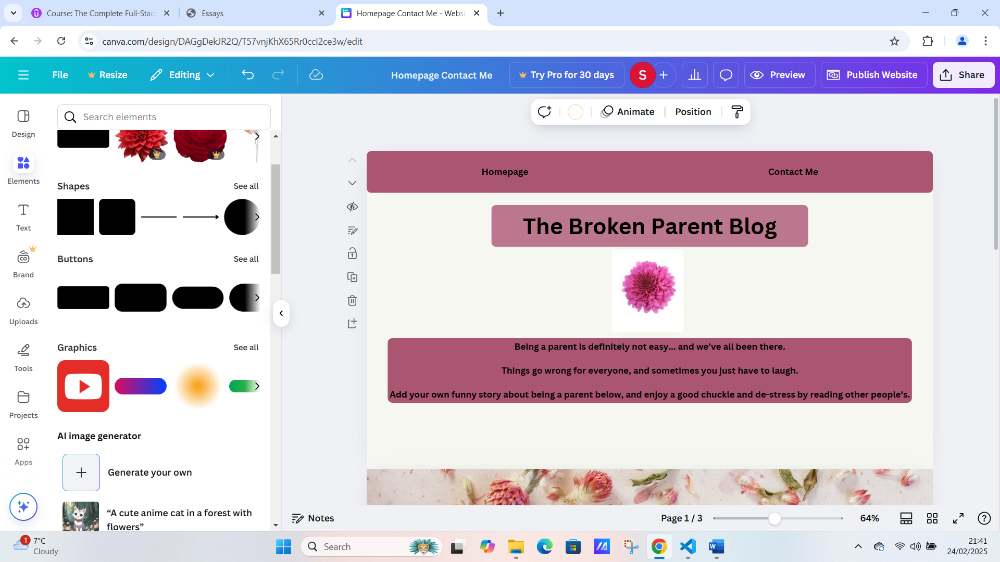 Course: The Complete Full-Stac
Essays
Homepage Contact Me - Websi
canva.com/design/DAGgDekJR2Q/T57vnjKhX65Rr0ccl2ce3w/edit
File
Resize
Editing
Homepage Contact Me
Try Pro for 30 days
S
Preview
Publish Website
Share
Design
Elements
Text
Brand
Uploads
Tools
Projects
Apps
Search elements
Shapes
See all
Buttons
See all
Graphics
See all
AI image generator
Generate your own
“A cute anime cat in a forest with
flowers”
Animate
Position
Homepage
Contact Me
The Broken Parent Blog
Being a parent is definitely not easy... and we’ve all been there.
Things go wrong for everyone, and sometimes you just have to laugh.
Add your own funny story about being a parent below, and enjoy a good chuckle and de-stress by reading other people’s.
Notes
Page 1 / 3
64%
1
7°C
Cloudy
Search
21:41
24/02/2025